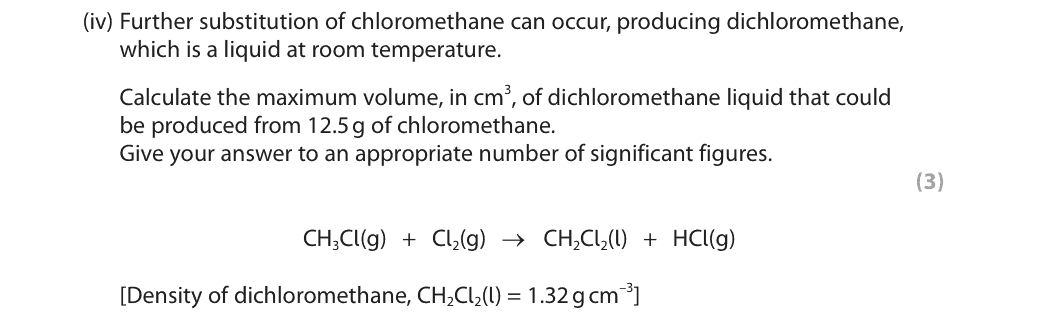 (iv) Further substitution of chloromethane can occur, producing dichloromethane,
which is a liquid at room temperature.
Calculate the maximum volume, in cm³, of dichloromethane liquid that could
be produced from 12.5 g of chloromethane.
Give your answer to an appropriate number of significant figures.
(3)
CH₃Cl(g) + Cl₂(g) → CH₂Cl₂(l) + HCl(g)
[Density of dichloromethane, CH₂Cl₂(l) = 1.32 g cm⁻³]